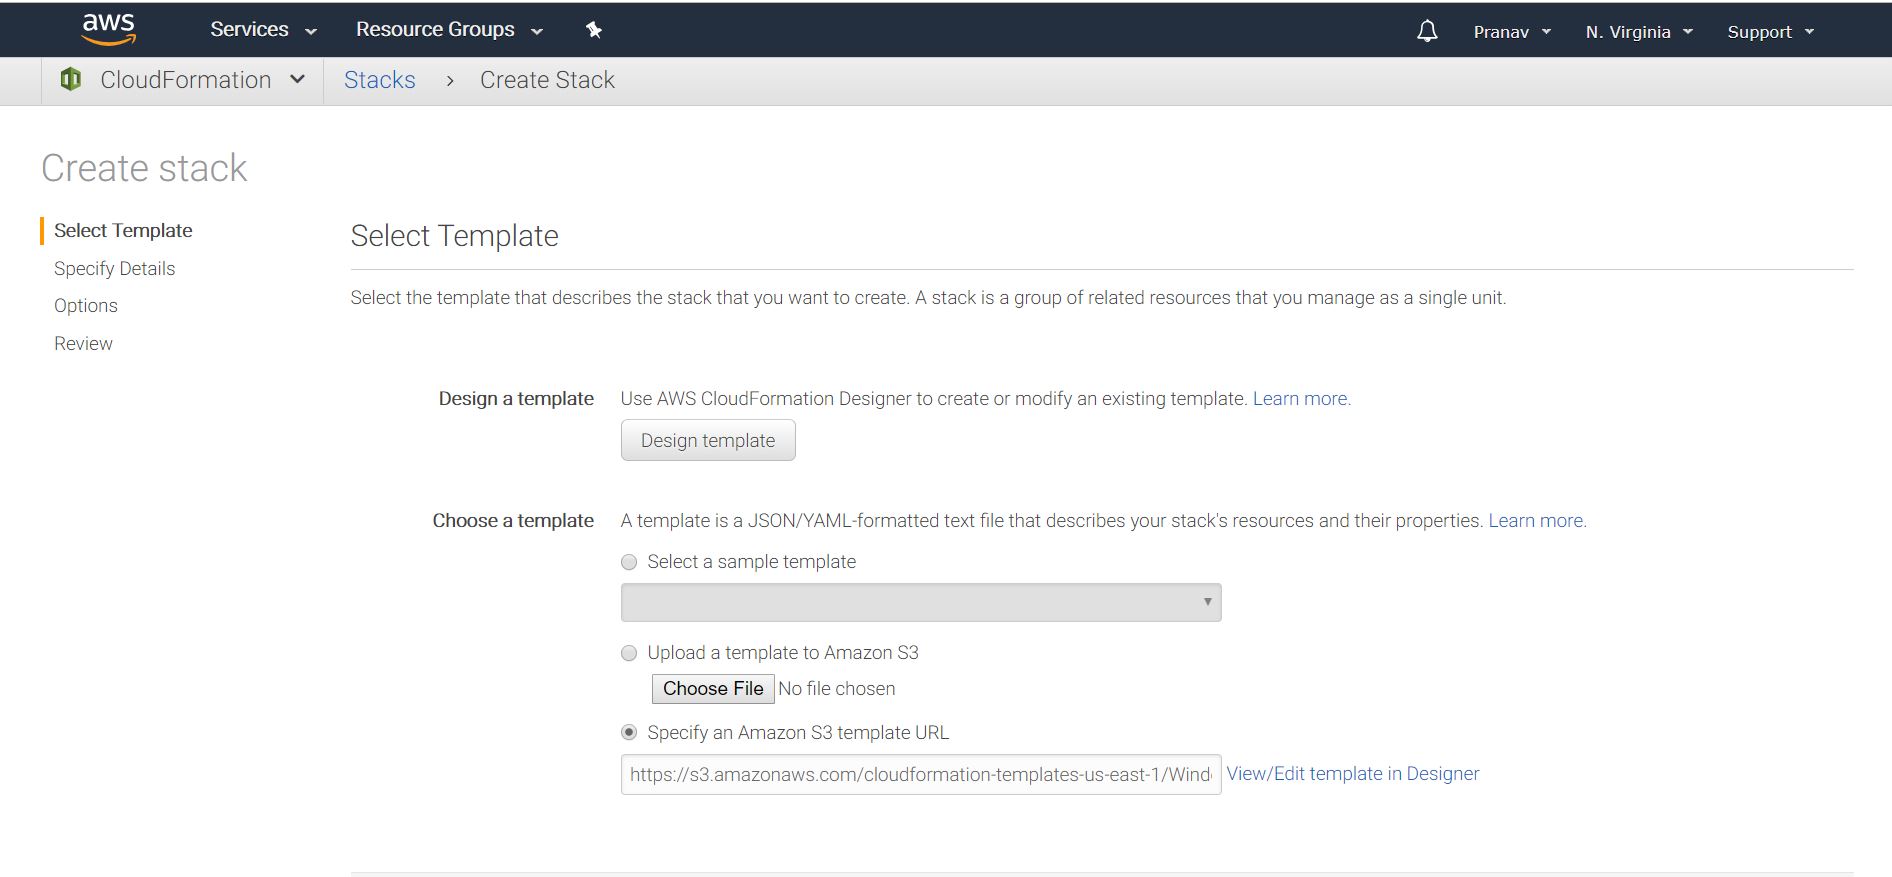 aws Services Resource Groups Pranav N. Virginia Support
CloudFormation Stacks > Create Stack
Create stack
Select Template
Specify Details
Options
Review
Select Template
Select the template that describes the stack that you want to create. A stack is a group of related resources that you manage as a single unit.
Design a template Use AWS CloudFormation Designer to create or modify an existing template. Learn more.
Design template
Choose a template A template is a JSON/YAML-formatted text file that describes your stack's resources and their properties. Learn more.
Select a sample template
Upload a template to Amazon S3
Choose File No file chosen
Specify an Amazon S3 template URL
https://s3.amazonaws.com/cloudformation-templates-us-east-1/Wind View/Edit template in Designer